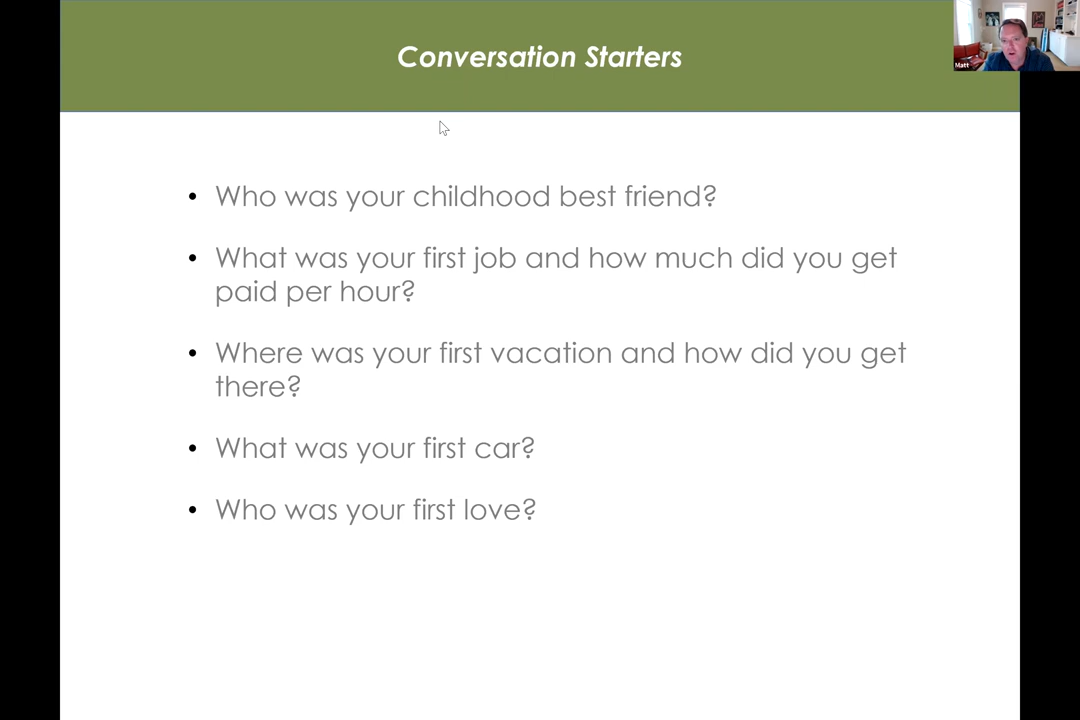 Conversation Starters
Matt
• Who was your childhood best friend?
• What was your first job and how much did you get
paid per hour?
• Where was your first vacation and how did you get
there?
• What was your first car?
• Who was your first love?